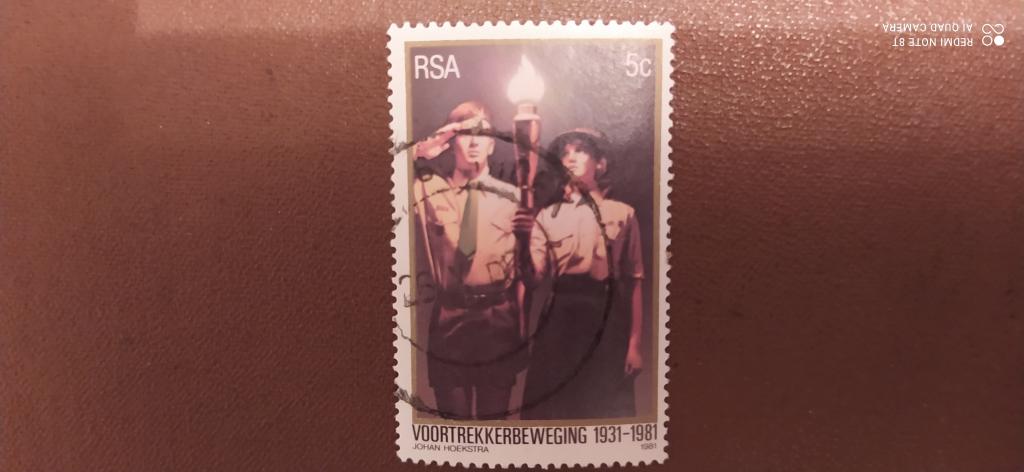 RSA 5c
VOORTREKKERBEWEGING 1931-1981
JOHAN HOEKSTRA 1981
REDMI NOTE 8T
AI QUAD CAMERA